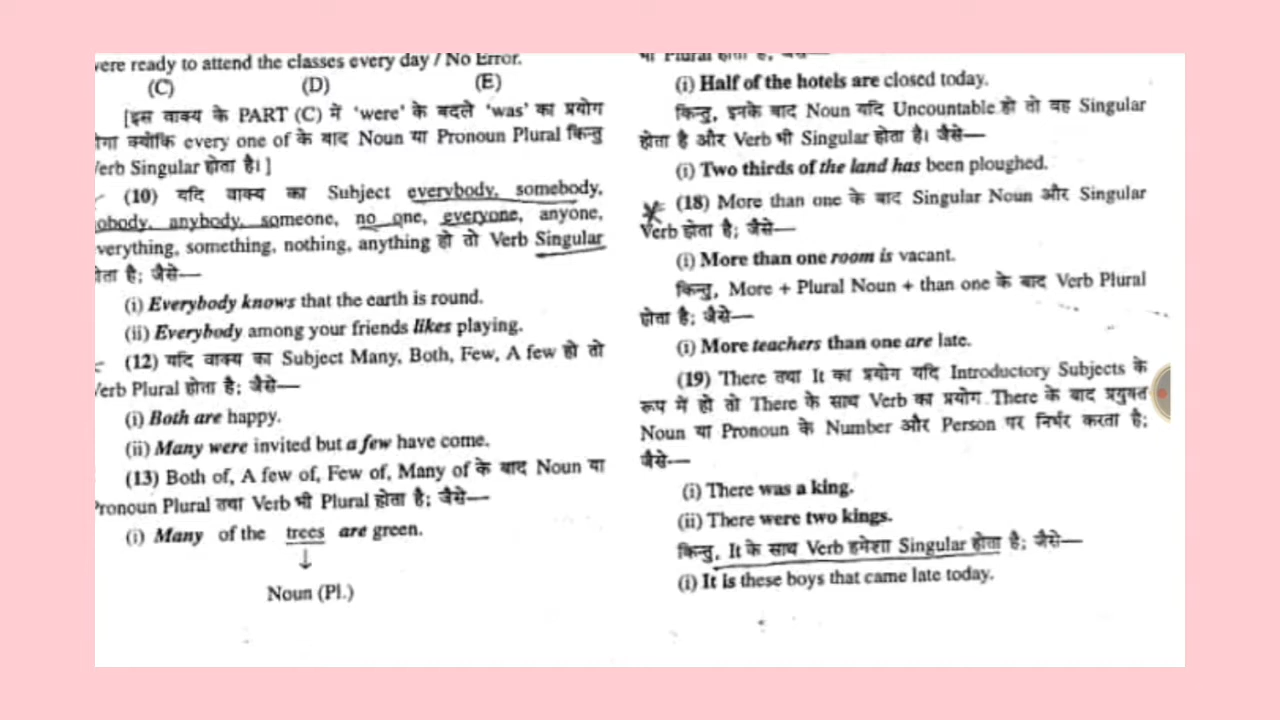 were ready to attend the classes every day / No Error.
(C) (D) (E)
[इस वाक्य के PART (C) में 'were' के बदले 'was' का प्रयोग
क्योंकि every one of के बाद Noun या Pronoun Plural किन्तु
Verb Singular होता है।]
(10) यदि वाक्य का Subject everybody, somebody,
nobody, anybody, someone, no one, everyone, anyone,
everything, something, nothing, anything हो तो Verb Singular
होता है; जैसे—
(i) Everybody knows that the earth is round.
(ii) Everybody among your friends likes playing.
(12) यदि वाक्य का Subject Many, Both, Few, A few हो तो
Verb Plural होता है; जैसे—
(i) Both are happy.
(ii) Many were invited but a few have come.
(13) Both of, A few of, Few of, Many of के बाद Noun या
Pronoun Plural तथा Verb भी Plural होता है; जैसे—
(i) Many of the trees are green.
Noun (Pl.)
भी Plural होता है, जैसे—
(i) Half of the hotels are closed today.
किन्तु, इनके बाद Noun यदि Uncountable हो तो वह Singular
होता है और Verb भी Singular होता है। जैसे—
(i) Two thirds of the land has been ploughed.
(18) More than one के बाद Singular Noun और Singular
Verb होता है; जैसे—
(i) More than one room is vacant.
किन्तु, More + Plural Noun + than one के बाद Verb Plural
होता है; जैसे—
(i) More teachers than one are late.
(19) There तथा It का प्रयोग यदि Introductory Subjects के
रूप में हो तो There के साथ Verb का प्रयोग There के बाद प्रयुक्त
Noun या Pronoun के Number और Person पर निर्भर करता है;
जैसे—
(i) There was a king.
(ii) There were two kings.
किन्तु, It के साथ Verb हमेशा Singular होता है; जैसे—
(i) It is these boys that came late today.